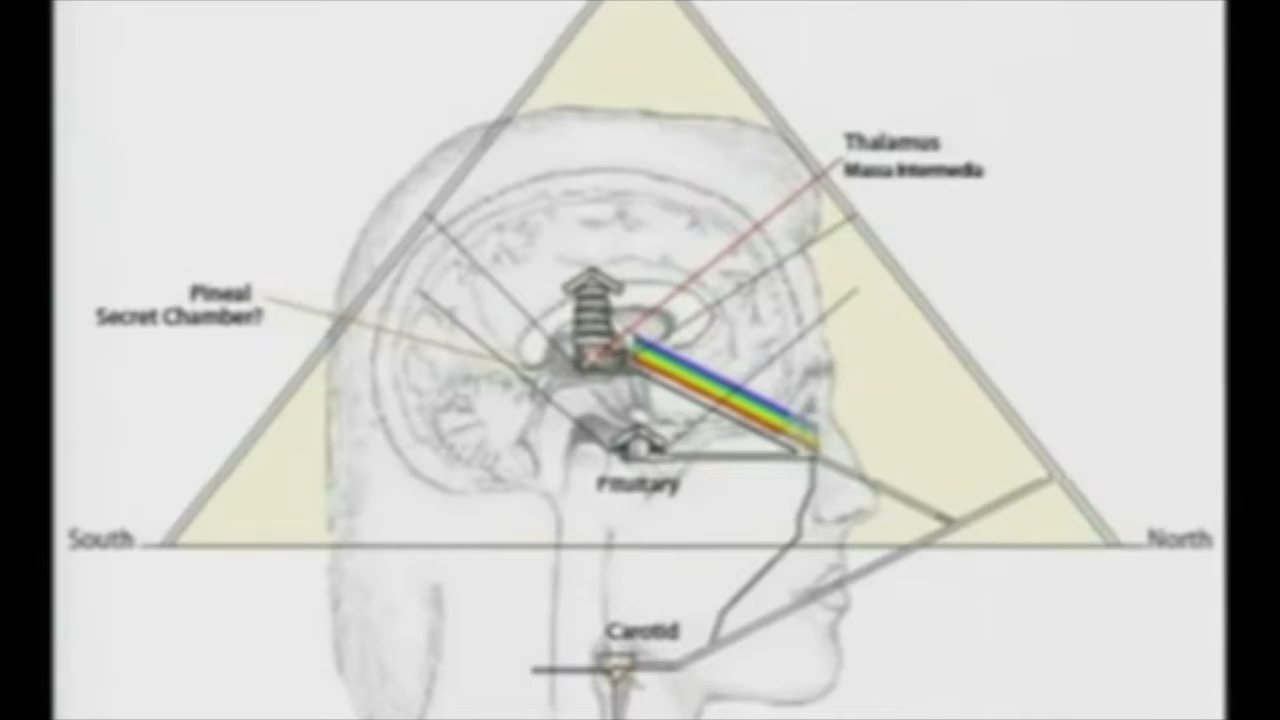 Thalamus
Massa Intermedia
Pineal
Secret Chamber?
Pituitary
South
North
Carotid